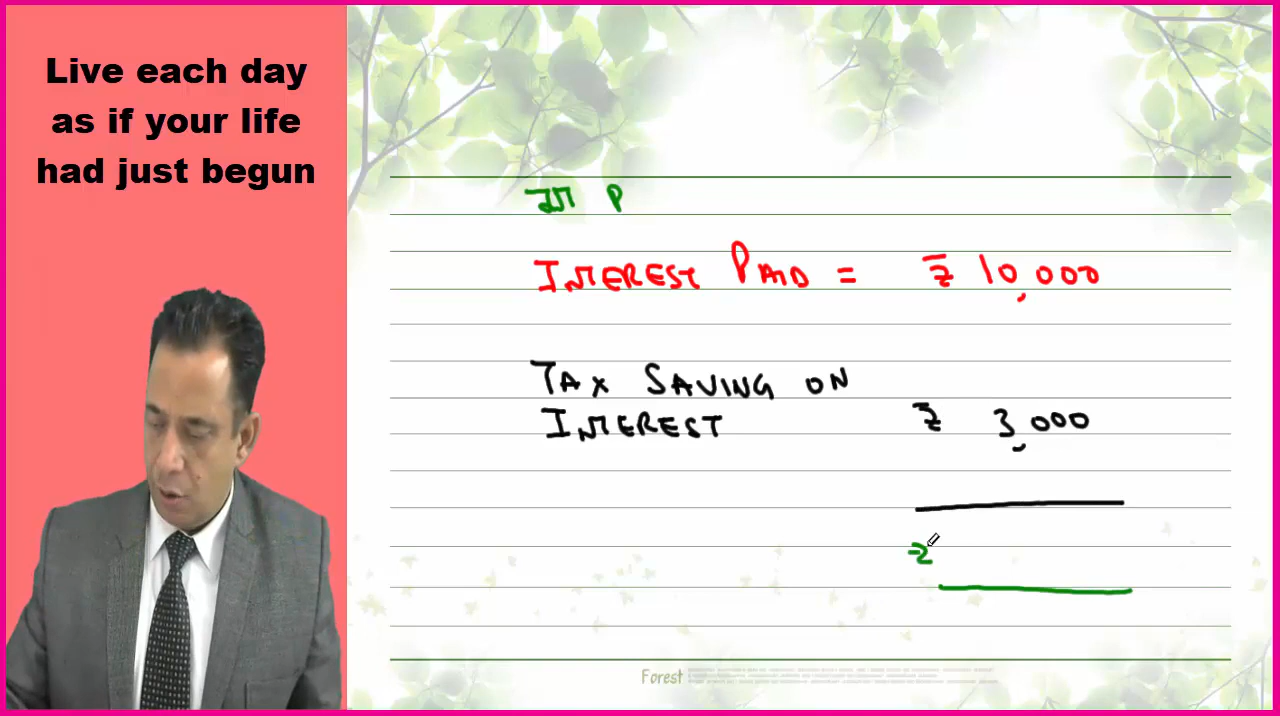 Live each day
as if your life
had just begun
INTEREST PAID = ₹ 10,000
TAX SAVING ON
INTEREST ₹ 3,000
₹
Forest